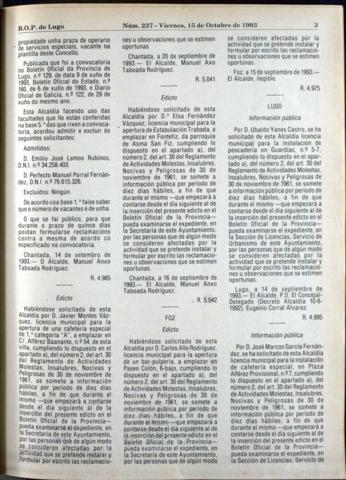 B.O.P. de Lugo
Núm. 237 - Viernes, 15 de Octubre de 1993
3
propiedade unha praza de operario
de servicios especiais, vacante na
plantilla deste Concello.
Publicada que foi a convocatoria
no Boletín Oficial da Provincia de
Lugo, n.º 129, de data 9 de xuño de
1993, Boletín Oficial do Estado, n.º
160, de 6 de xullo de 1993, e Diario
Oficial de Galicia, n.º 122, de 29 de
xuño do mesmo ano.
Esta Alcaldía facendo uso das
facultades que lle están conferidas
na base 5.ª das que rixen a convoca-
toria, acordou admitir e excluir ós
seguintes solicitantes:
Admitidos:
D. Emilio José Lamos Rubinos,
D.N.I. nº 34.258.403.
D. Perfecto Manuel Porral Fernán-
dez, D.N.I. n.º 76.615.326.
Excluidos: Ningún.
De acordo coa base 1.ª faise saber
que o número de vacantes é de unha.
O que se fai público, para que
durante o prazo de quince días
poidan formularse reclamacións
contra a mesma de acordo co
especificado na convocatoria.
Chantada, 14 de setembro de
1993.— O Alcalde, Manuel Anxo
Taboada Rodríguez.
R. 4.985
Edicto
Habiéndose solicitado de esta
Alcaldía por D. Javier Montes Váz-
quez, licencia municipal para la
apertura de una cafetería especial
de 1.ª categoría "A", a emplazar en
C/. Alférez Baanante, n.º 54 de esta
villa, cumpliendo lo dispuesto en el
apartado a), del número 2, del art. 30
del Reglamento de Actividades
Molestas, Insalubres, Nocivas y
Peligrosas de 30 de noviembre de
1961, se somete a información
pública por período de diez días
hábiles, a fin de que durante el
mismo —que empezará a contarse
desde el día siguiente al de la
inserción del presente edicto en el
Boletín Oficial de la Provincia—
pueda examinarse el expediente, en
la Secretaría de este Ayuntamiento,
por las personas que de algún modo
se consideren afectados por la
actividad que se pretende instalar y
formular por escrito las reclamacio-
nes u observaciones que se estimen
oportunas.
Chantada, a 20 de septiembre de
1993.— El Alcalde, Manuel Anxo
Taboada Rodríguez.
R. 5.041
Edicto
Habiéndose solicitado de esta
Alcaldía por D.ª Elsa Fernández
Vázquez, licencia municipal para la
apertura de Estabulación Trabada, a
emplazar en Fontefiz, da parroquia
de Asma San Fiz, cumpliendo lo
dispuesto en el apartado a), del
número 2, del art. 30 del Reglamento
de Actividades Molestas, Insalubres,
Nocivas y Peligrosas de 30 de
noviembre de 1961, se somete a
información pública por período de
diez días hábiles, a fin de que
durante el mismo —que empezará a
contarse desde el día siguiente al de
la inserción del presente edicto en el
Boletín Oficial de la Provincia—
pueda examinarse el expediente, en
la Secretaría de este Ayuntamiento,
por las personas que de algún modo
se consideren afectados por la
actividad que se pretende instalar y
formular por escrito las reclamacio-
nes u observaciones que se estimen
oportunas.
Chantada, a 16 de septiembre de
1993.— El Alcalde, Manuel Anxo
Taboada Rodríguez.
R. 5.042
FOZ
Edicto
Habiéndose solicitado de esta
Alcaldía por D. Carlos Alló Rodríguez,
licencia municipal para la apertura
de un bar-pulpería, a emplazar en
Paseo Colón, 6-bajo, cumpliendo lo
dispuesto en el apartado a), del
número 2, del art. 30 del Reglamento
de Actividades Molestas, Insalubres,
Nocivas y Peligrosas de 30 de
noviembre de 1961, se somete a
información pública por período de
diez días hábiles, a fin de que
durante el mismo —que empezará a
contarse desde el día siguiente al de
la inserción del presente edicto en el
Boletín Oficial de la Provincia—
pueda examinarse el expediente, en
la Secretaría de este Ayuntamiento,
por las personas que de algún modo
se consideren afectadas por la
actividad que se pretende instalar y
formular por escrito las reclamacio-
nes u observaciones que se estimen
oportunas.
Foz, a 15 de septiembre de 1993.—
El Alcalde, ilegible.
R. 4.975
LUGO
Información pública
Por D. Ubaldo Yanes Castro, se ha
solicitado de esta Alcaldía licencia
municipal para la instalación de
pescadería en Guardias, n.º 5-7,
cumpliendo lo dispuesto en el apar-
tado a), del número 2, del art. 30 del
Reglamento de Actividades Molestas,
Insalubres, Nocivas y Peligrosas de
30 de noviembre de 1961, se somete
a información pública por período de
diez días hábiles, a fin de que
durante el mismo —que empezará a
contarse desde el día siguiente al de
la inserción del presente edicto en el
Boletín Oficial de la Provincia—
pueda examinarse el expediente, en
la Sección de Licencias, Servicio de
Urbanismo de este Ayuntamiento,
por las personas que de algún modo
se consideren afectadas por la
actividad que se pretende instalar y
formular por escrito las reclamacio-
nes u observaciones que se estimen
oportunas.
Lugo, a 14 de septiembre de
1993.— El Alcalde, P.D. El Concejal-
Delegado (Decreto Alcaldía 10-6-
1992), Eugenio Corral Álvarez.
R. 4.995
Información pública
Por D. José Marcos García Fernán-
dez, se ha solicitado de esta Alcaldía
licencia municipal para la instalación
de cafetería especial, en Plaza
Alférez Provisional, n.º 7, cumpliendo
lo dispuesto en el apartado a), del
número 2, del art. 30 del Reglamento
de Actividades Molestas, Insalubres,
Nocivas y Peligrosas de 30 de
noviembre de 1961, se somete a
información pública por período de
diez días hábiles, a fin de que
durante el mismo —que empezará a
contarse desde el día siguiente al de
la inserción del presente edicto en el
Boletín Oficial de la Provincia—
pueda examinarse el expediente, en
la Sección de Licencias, Servicio de